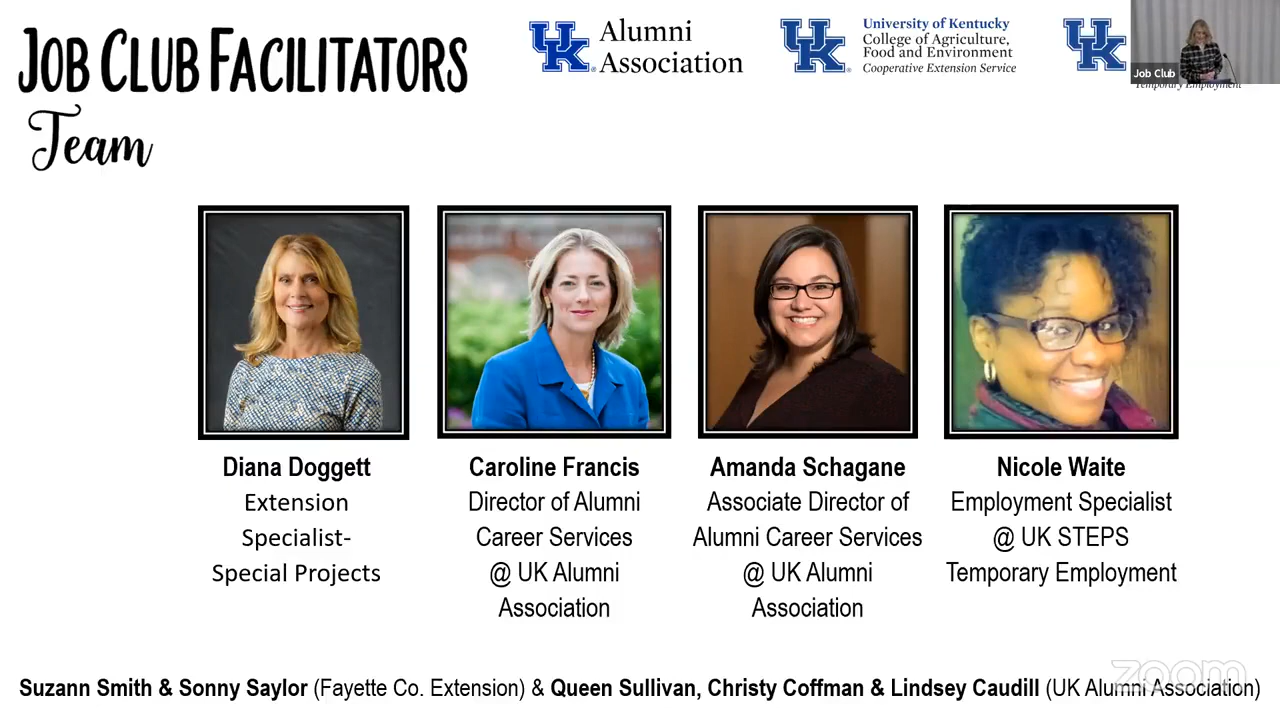 JOB CLUB FACILITATORS
Team
UK
Alumni
Association
UK
University of Kentucky
College of Agriculture,
Food and Environment
Cooperative Extension Service
UK
Job Club
Temporary Employment
Diana Doggett
Extension
Specialist-
Special Projects
Caroline Francis
Director of Alumni
Career Services
@ UK Alumni
Association
Amanda Schagane
Associate Director of
Alumni Career Services
@ UK Alumni
Association
Nicole Waite
Employment Specialist
@ UK STEPS
Temporary Employment
Suzann Smith & Sonny Saylor (Fayette Co. Extension) & Queen Sullivan, Christy Coffman & Lindsey Caudill (UK Alumni Association)
zoom